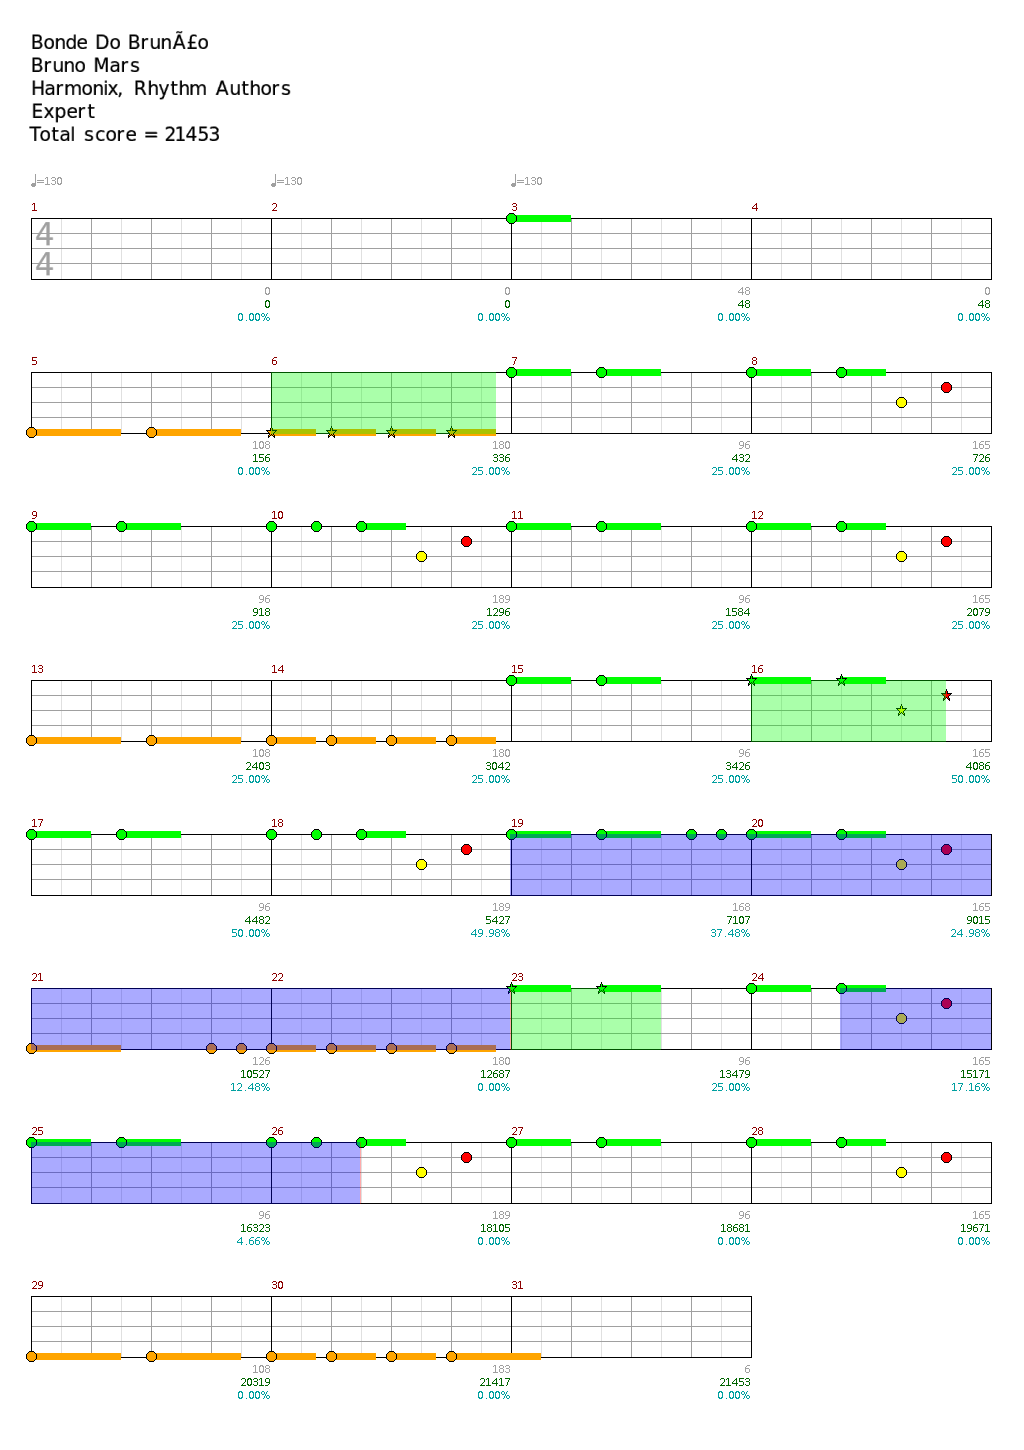 Bonde Do BrunÃ£o
Bruno Mars
Harmonix, Rhythm Authors
Expert
Total score = 21453
♩=130 ♩=130 ♩=130
1 2 3 4
4
4
0 0 48 0
0 0 48 48
0.00% 0.00% 0.00% 0.00%
5 6 7 8
108 180 96 165
156 336 432 726
0.00% 25.00% 25.00% 25.00%
9 10 11 12
96 189 96 165
918 1296 1584 2079
25.00% 25.00% 25.00% 25.00%
13 14 15 16
108 180 96 165
2403 3042 3426 4086
25.00% 25.00% 25.00% 50.00%
17 18 19 20
96 189 168 165
4482 5427 7107 9015
50.00% 49.98% 37.48% 24.98%
21 22 23 24
126 180 96 165
10527 12687 13479 15171
12.48% 0.00% 25.00% 17.16%
25 26 27 28
96 189 96 165
16323 18105 18681 19671
4.66% 0.00% 0.00% 0.00%
29 30 31
108 183 6
20319 21417 21453
0.00% 0.00% 0.00%